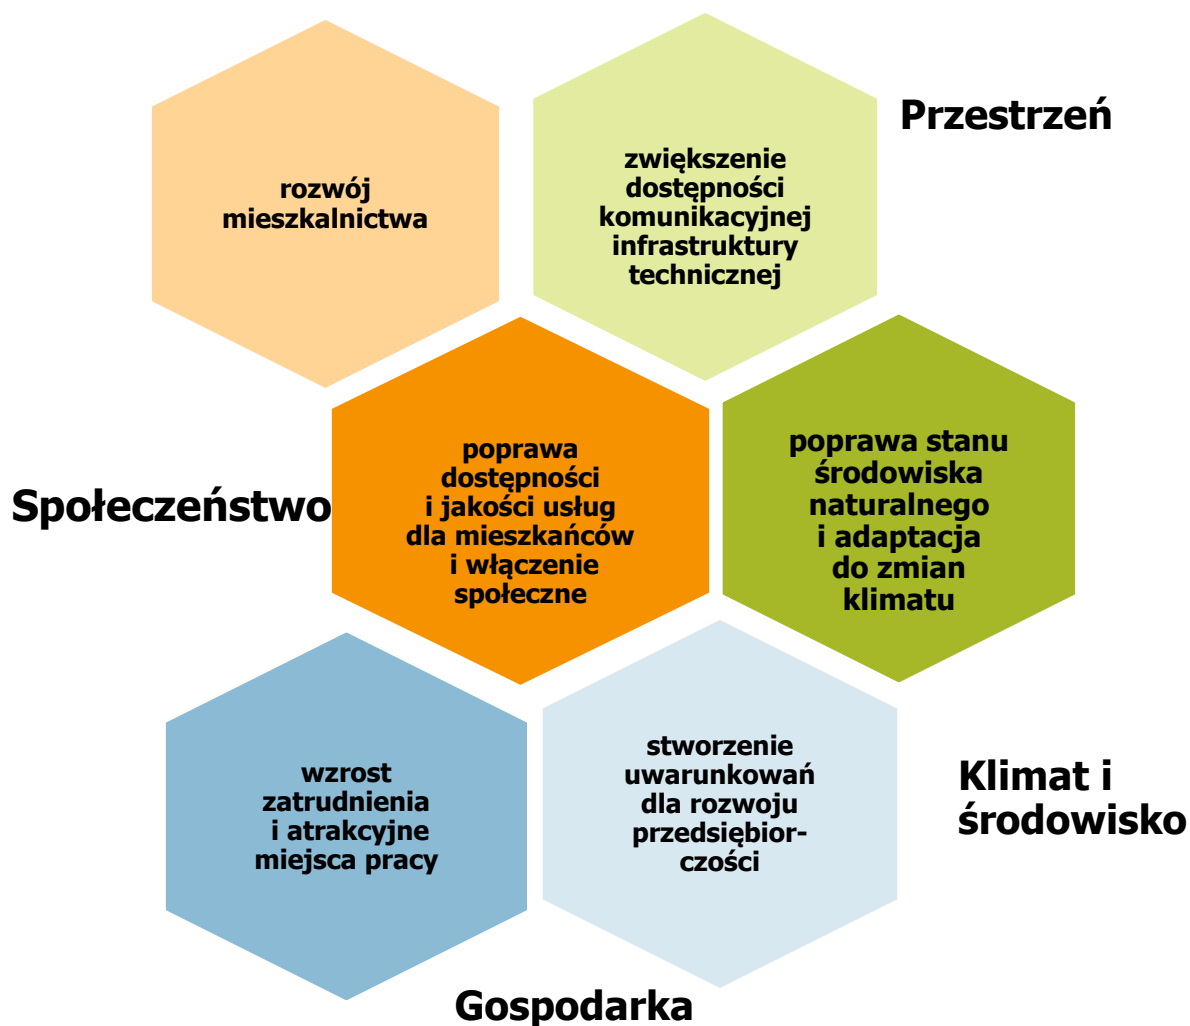 Przestrzeń
rozwój
mieszkalnictwa
zwiększenie
dostępności
komunikacyjnej
infrastruktury
technicznej
Społeczeństwo
poprawa
dostępności
i jakości usług
dla mieszkańców
i włączenie
społeczne
poprawa stanu
środowiska
naturalnego
i adaptacja
do zmian
klimatu
wzrost
zatrudnienia
i atrakcyjne
miejsca pracy
stworzenie
uwarunkowań
dla rozwoju
przedsiębior-
czości
Klimat i
środowisko
Gospodarka